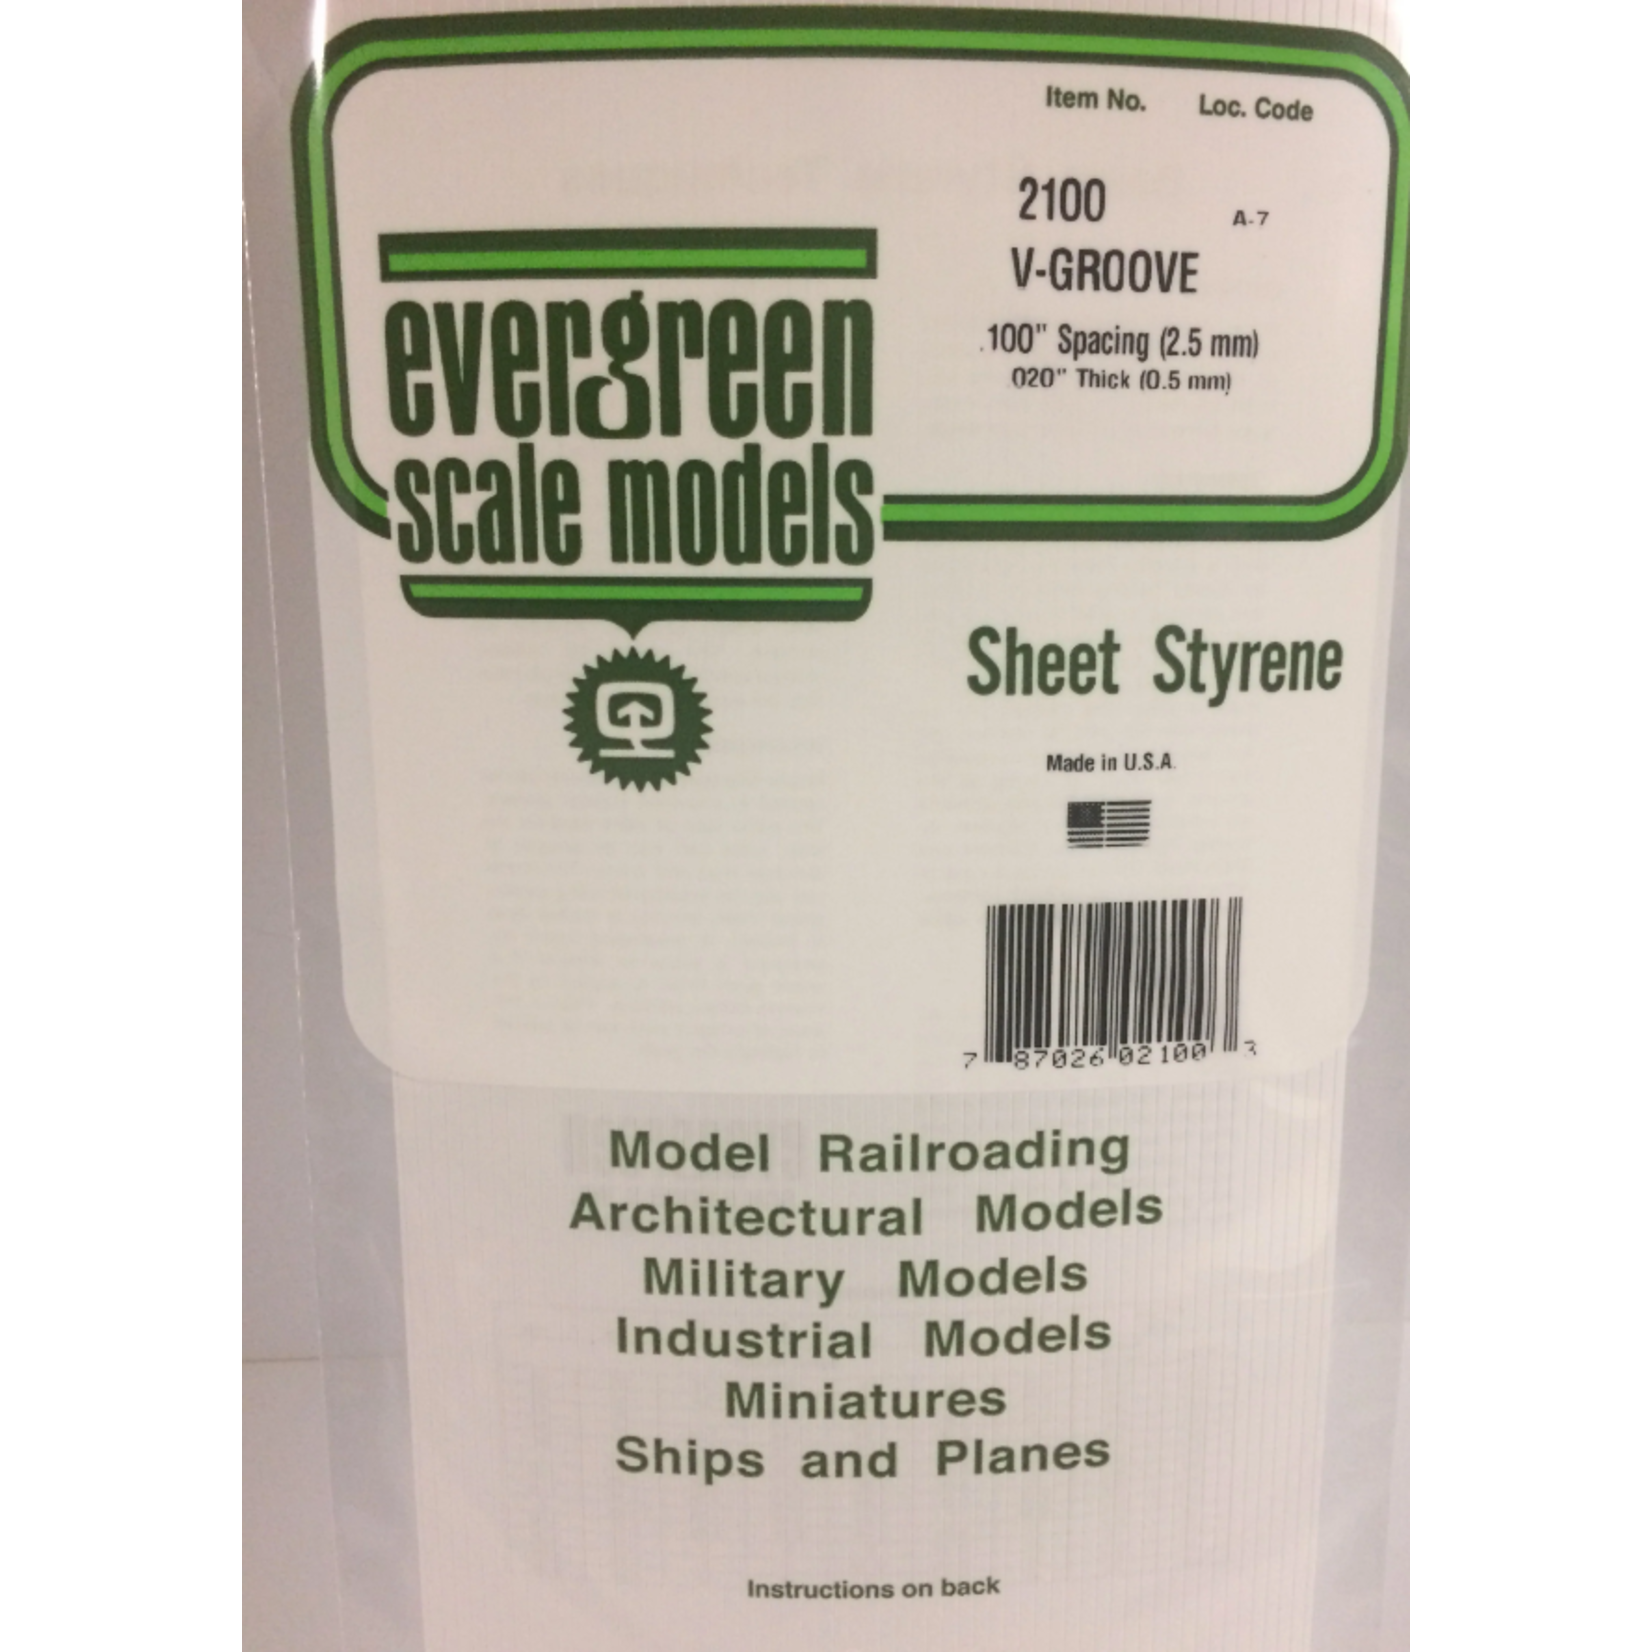 Item No. Loc. Code
2100 A-7
V-GROOVE
.100" Spacing (2.5 mm)
.020" Thick (0.5 mm)
evergreen
scale models
Sheet Styrene
Made in U.S.A.
7 87026 02100 3
Model Railroading
Architectural Models
Military Models
Industrial Models
Miniatures
Ships and Planes
Instructions on back